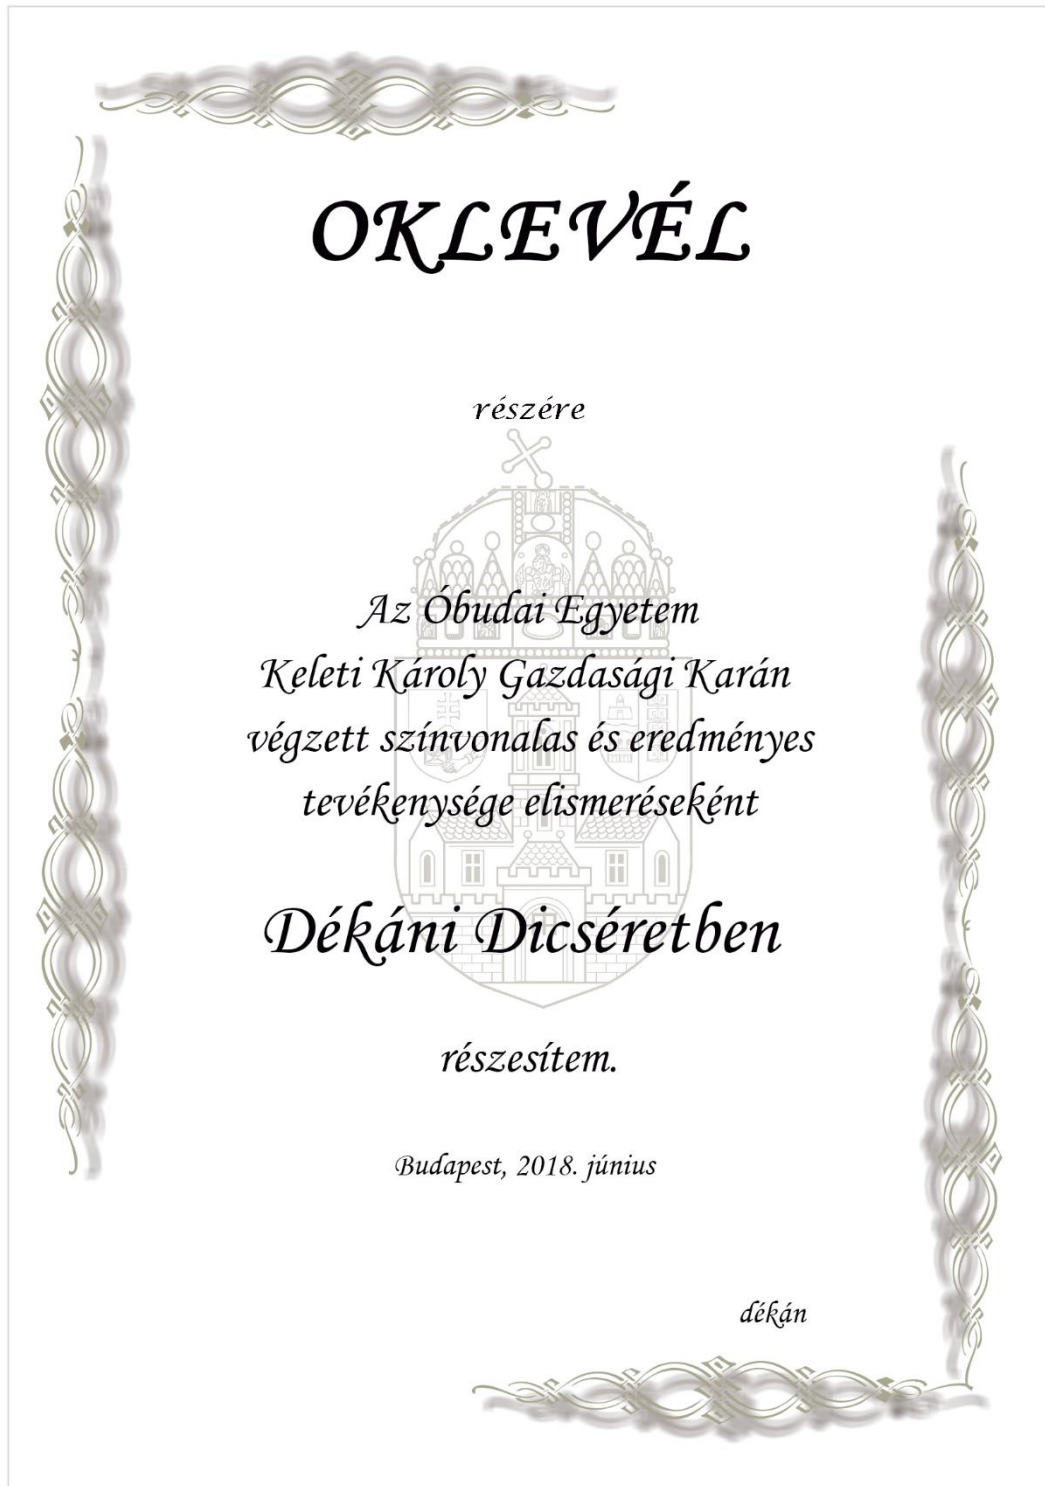 OKLEVÉL
részére
Az Óbudai Egyetem
Keleti Károly Gazdasági Karán
végzett színvonalas és eredményes
tevékenysége elismeréseként
Dékáni Dicséretben
részesítem.
Budapest, 2018. június
dékán